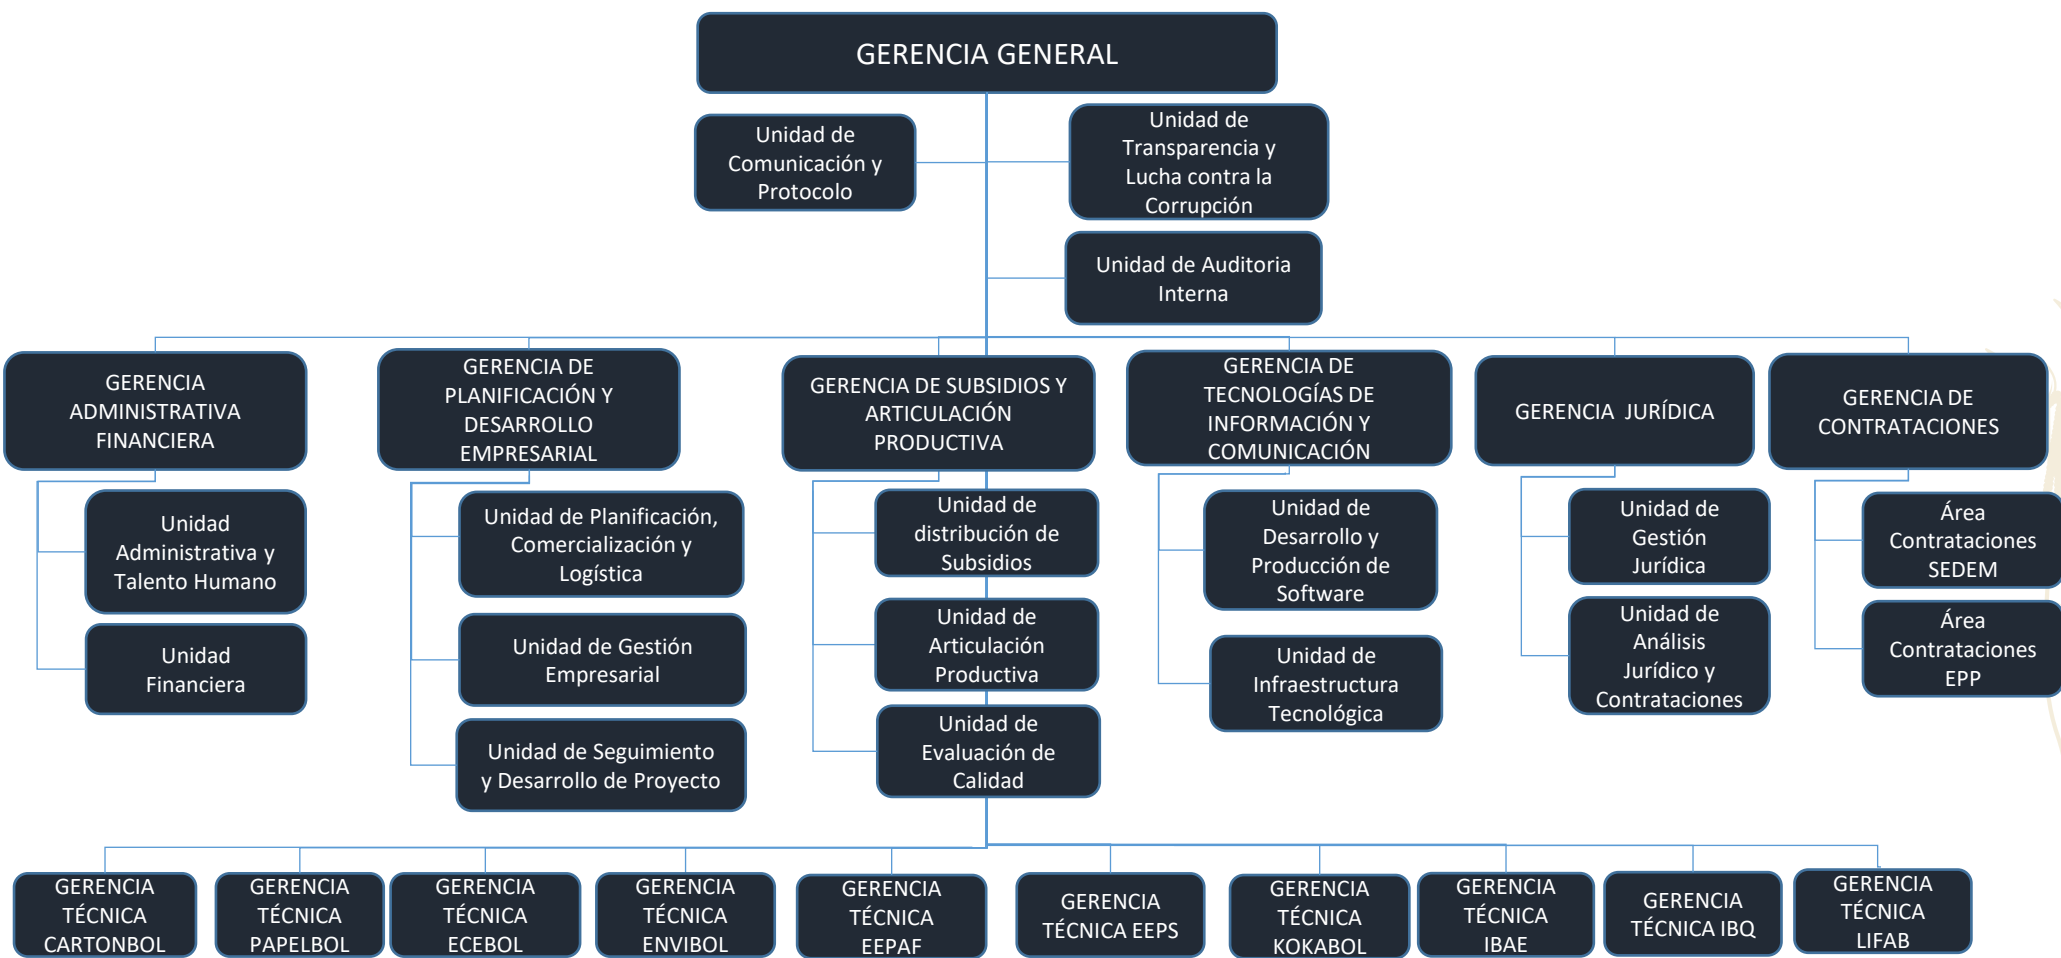 GERENCIA GENERAL
Unidad de
Comunicación y
Protocolo
Unidad de
Transparencia y
Lucha contra la
Corrupción
Unidad de Auditoria
Interna
GERENCIA
ADMINISTRATIVA
FINANCIERA
GERENCIA DE
PLANIFICACIÓN Y
DESARROLLO
EMPRESARIAL
GERENCIA DE SUBSIDIOS Y
ARTICULACIÓN
PRODUCTIVA
GERENCIA DE
TECNOLOGÍAS DE
INFORMACIÓN Y
COMUNICACIÓN
GERENCIA JURÍDICA
GERENCIA DE
CONTRATACIONES
Unidad
Administrativa y
Talento Humano
Unidad
Financiera
Unidad de Planificación,
Comercialización y
Logística
Unidad de Gestión
Empresarial
Unidad de Seguimiento
y Desarrollo de Proyecto
Unidad de
distribución de
Subsidios
Unidad de
Articulación
Productiva
Unidad de
Evaluación de
Calidad
Unidad de
Desarrollo y
Producción de
Software
Unidad de
Infraestructura
Tecnológica
Unidad de
Gestión
Jurídica
Unidad de
Análisis
Jurídico y
Contrataciones
Área
Contrataciones
SEDEM
Área
Contrataciones
EPP
GERENCIA
TÉCNICA
CARTONBOL
GERENCIA
TÉCNICA
PAPELBOL
GERENCIA
TÉCNICA
ECEBOL
GERENCIA
TÉCNICA
ENVIBOL
GERENCIA
TÉCNICA
EEPAF
GERENCIA
TÉCNICA EEPS
GERENCIA
TÉCNICA
KOKABOL
GERENCIA
TÉCNICA
IBAE
GERENCIA
TÉCNICA IBQ
GERENCIA
TÉCNICA
LIFAB